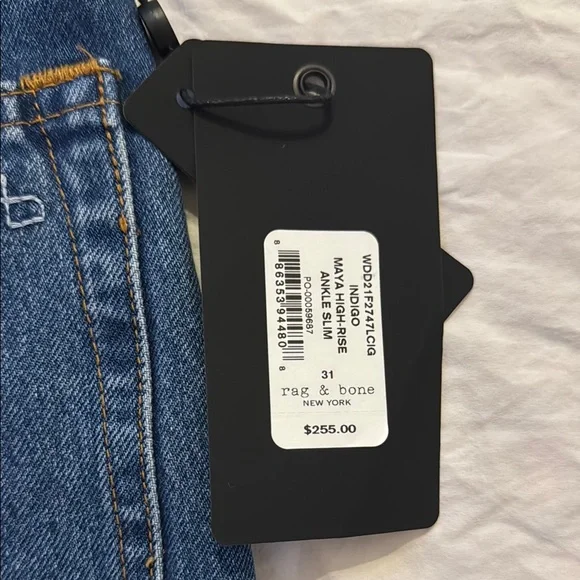 WDD21F2747LCIG
INDIGO
MAYA HIGH-RISE
ANKLE SLIM
PO-00059687
8 86353 94480 8
31
rag & bone
NEW YORK
$255.00